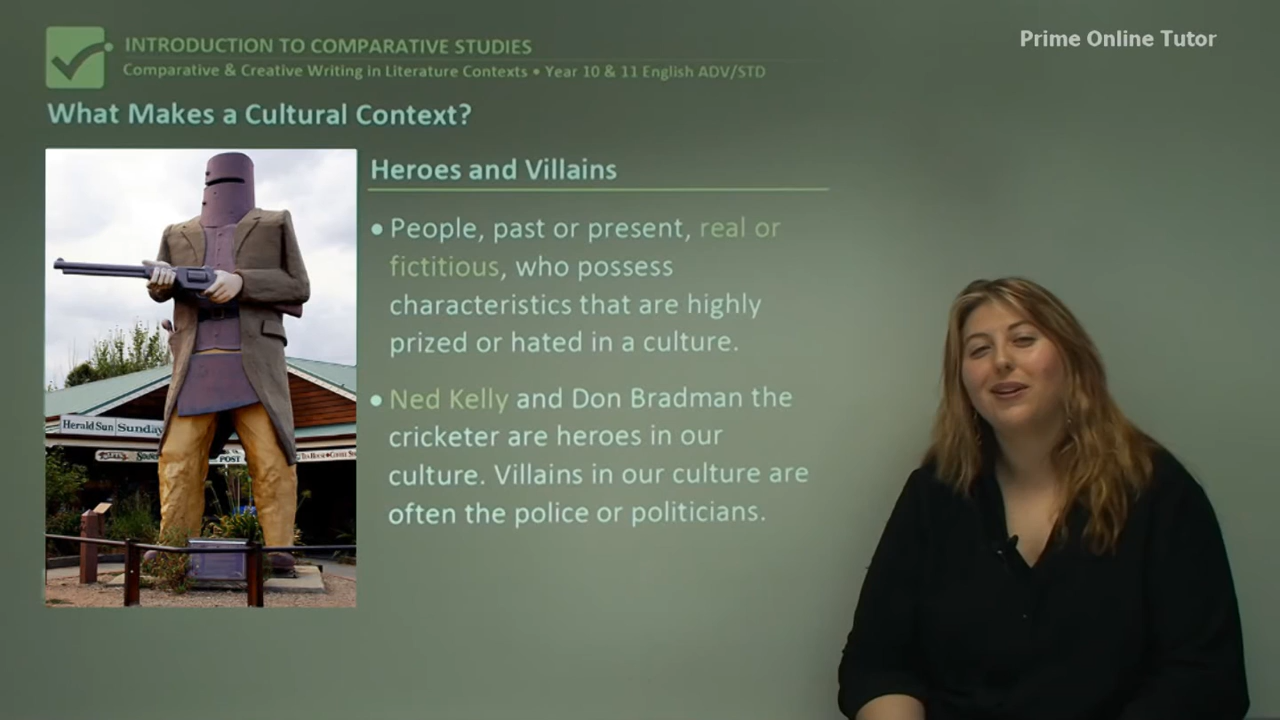 Prime Online Tutor
INTRODUCTION TO COMPARATIVE STUDIES
Comparative & Creative Writing in Literature Contexts • Year 10 & 11 English ADV/STD
What Makes a Cultural Context?
Heroes and Villains
• People, past or present, real or
fictitious, who possess
characteristics that are highly
prized or hated in a culture.
• Ned Kelly and Don Bradman the
cricketer are heroes in our
culture. Villains in our culture are
often the police or politicians.
Herald Sun Sunday
POST